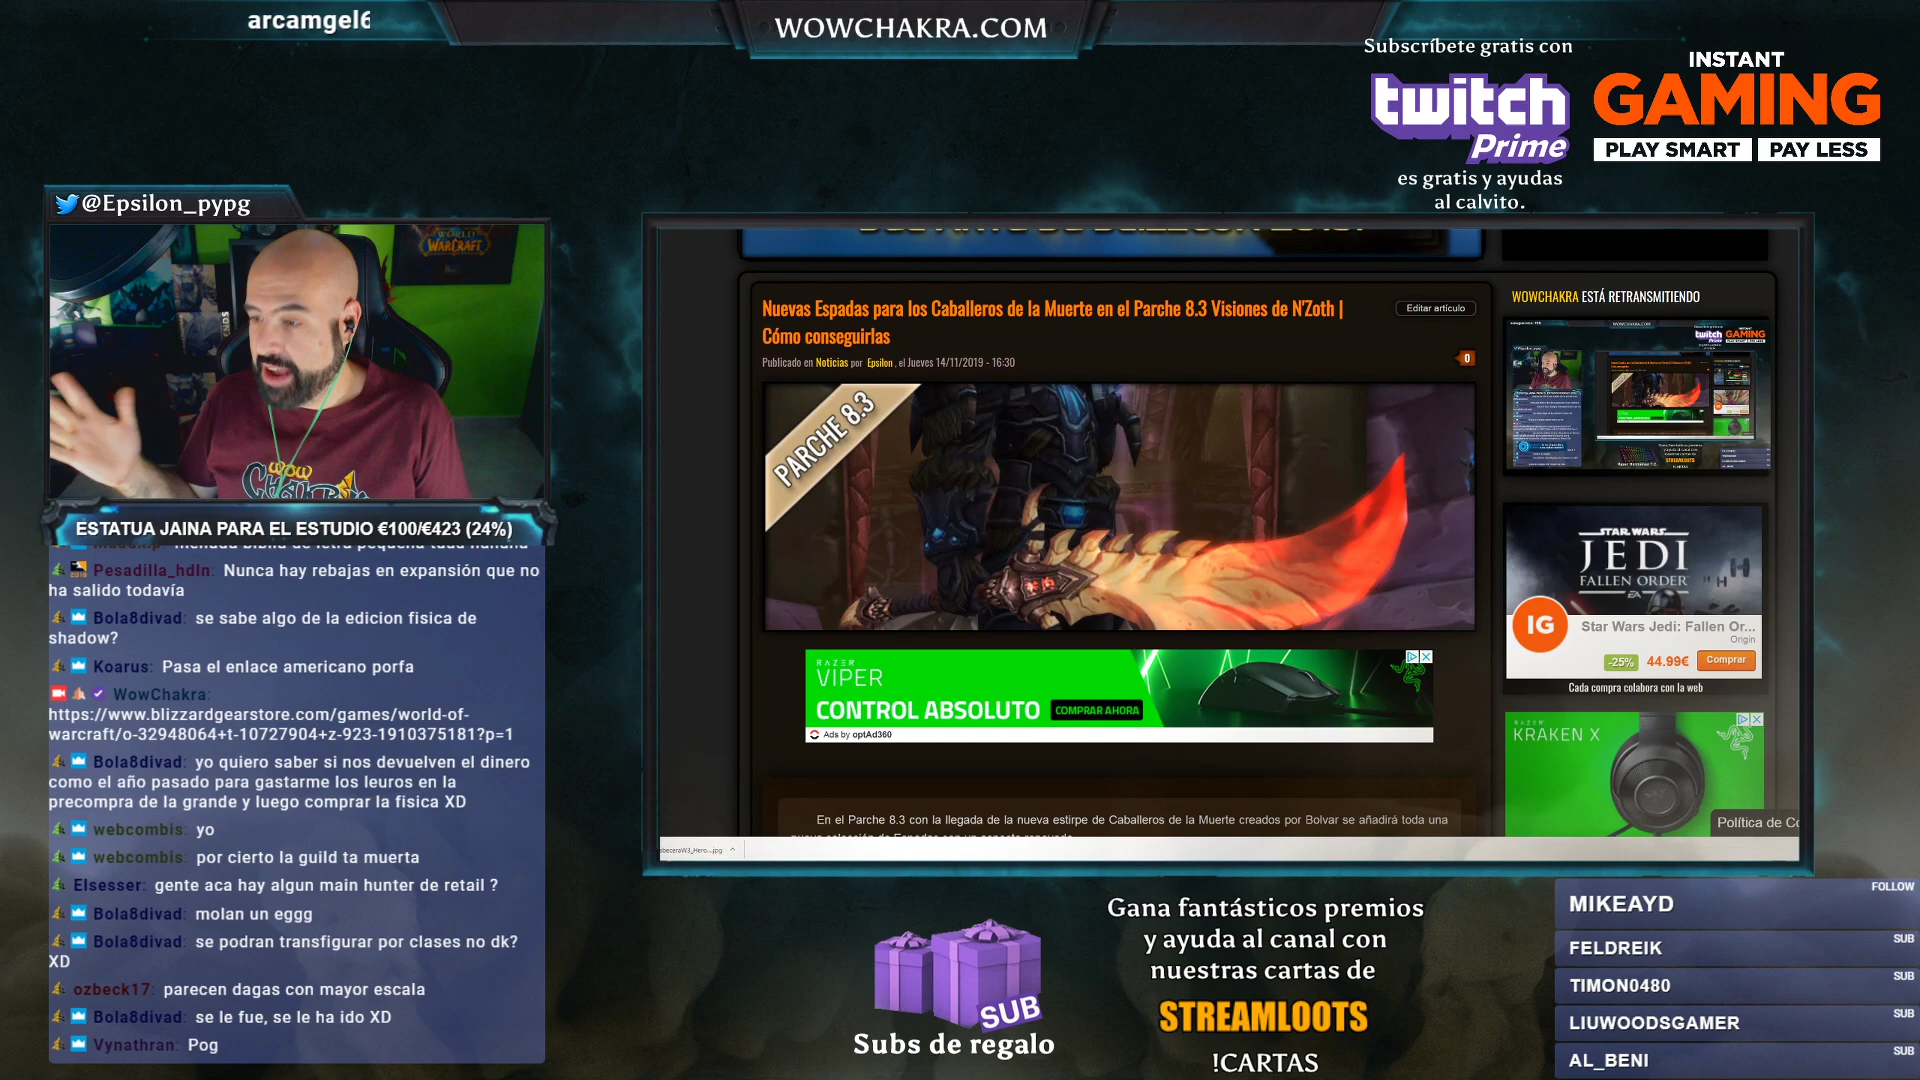 arcamgel6
WOWCHAKRA.COM
Subscríbete gratis con
twitch
Prime
es gratis y ayudas
al calvito.
INSTANT
GAMING
PLAY SMART PAY LESS
@Epsilon_pypg
WORLD
WARCRAFT
WOW
CHAKRA
ESTATUA JAINA PARA EL ESTUDIO €100/€423 (24%)
Pesadilla_hdln: Nunca hay rebajas en expansión que no
ha salido todavía
Bola8divad: se sabe algo de la edicion fisica de
shadow?
Koarus: Pasa el enlace americano porfa
WowChakra:
https://www.blizzardgearstore.com/games/world-of-
warcraft/o-32948064+t-10727904+z-923-1910375181?p=1
Bola8divad: yo quiero saber si nos devuelven el dinero
como el año pasado para gastarme los leuros en la
precompra de la grande y luego comprar la fisica XD
webcombis: yo
webcombis: por cierto la guild ta muerta
Elsesser: gente aca hay algun main hunter de retail ?
Bola8divad: molan un eggg
Bola8divad: se podran transfigurar por clases no dk?
XD
ozbeck17: parecen dagas con mayor escala
Bola8divad: se le fue, se le ha ido XD
Vynathran: Pog
Nuevas Espadas para los Caballeros de la Muerte en el Parche 8.3 Visiones de N'Zoth |
Cómo conseguirlas
Editar artículo
Publicado en Noticias por Epsilon , el Jueves 14/11/2019 - 16:30
0
PARCHE 8.3
RAZER
VIPER
CONTROL ABSOLUTO COMPRAR AHORA
Ads by optAd360
En el Parche 8.3 con la llegada de la nueva estirpe de Caballeros de la Muerte creados por Bolvar se añadirá toda una
WOWCHAKRA ESTÁ RETRANSMITIENDO
STAR WARS
JEDI
FALLEN ORDER
EA
IG
Star Wars Jedi: Fallen Or...
Origin
-25% 44.99€ Comprar
Cada compra colabora con la web
RAZER
KRAKEN X
Política de Co
abeceraW3_Hero....jpg
SUB
Subs de regalo
Gana fantásticos premios
y ayuda al canal con
nuestras cartas de
STREAMLOOTS
!CARTAS
FOLLOW
MIKEAYD
SUB
FELDREIK
SUB
TIMON0480
SUB
LIUWOODSGAMER
SUB
AL_BENI